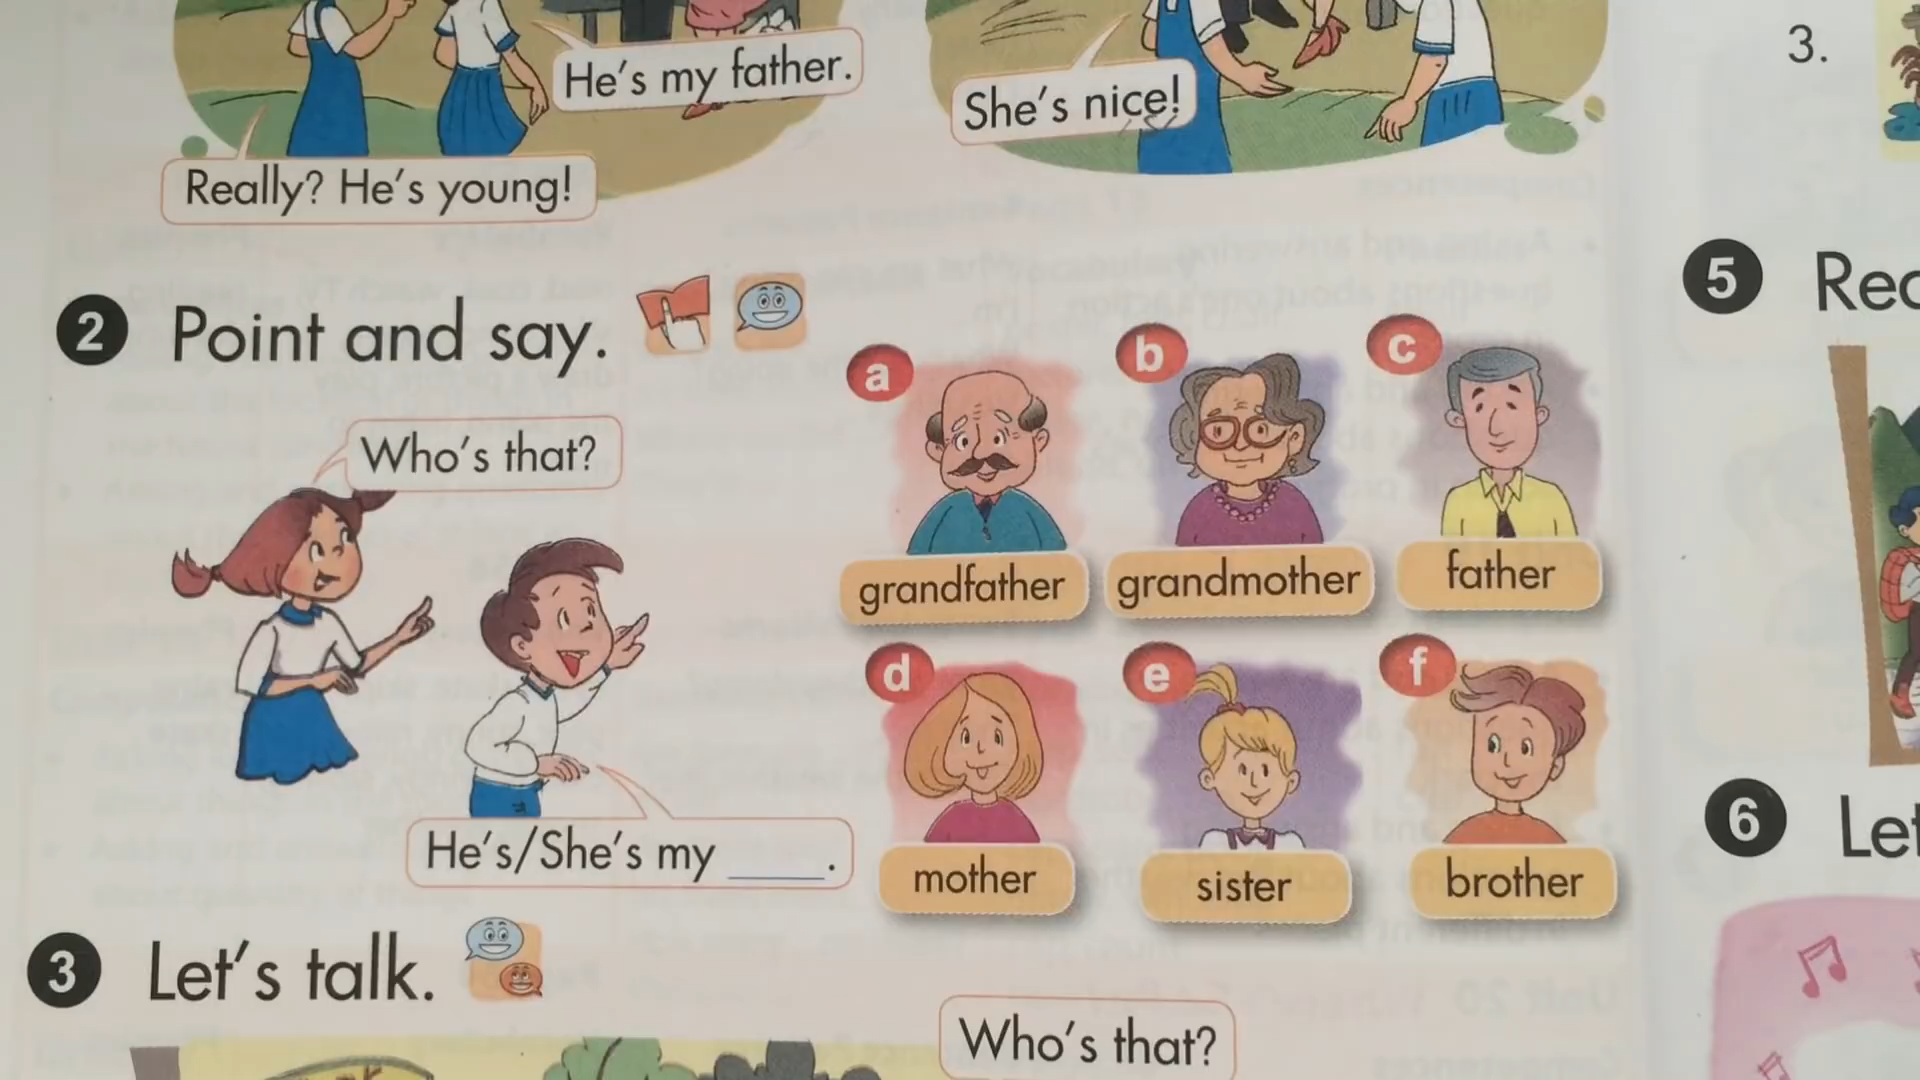 He's my father.
Really? He's young!
She's nice!
3.
2 Point and say.
Who's that?
He's/She's my ____.
a
grandfather
b
grandmother
c
father
d
mother
e
sister
f
brother
3 Let's talk.
Who's that?
5
6